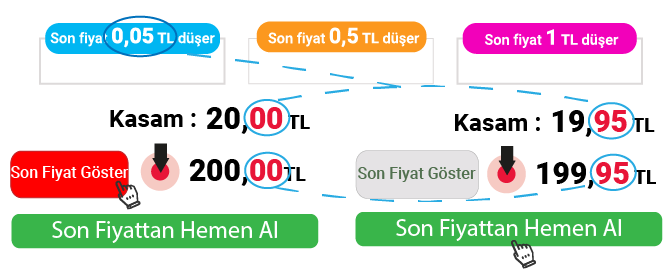 Son fiyat 0,05 TL düşer
Son fiyat 0,5 TL düşer
Son fiyat 1 TL düşer
Kasam : 20,00 TL
Kasam : 19,95 TL
Son Fiyat Göster
200,00 TL
Son Fiyat Göster
199,95 TL
Son Fiyattan Hemen Al
Son Fiyattan Hemen Al